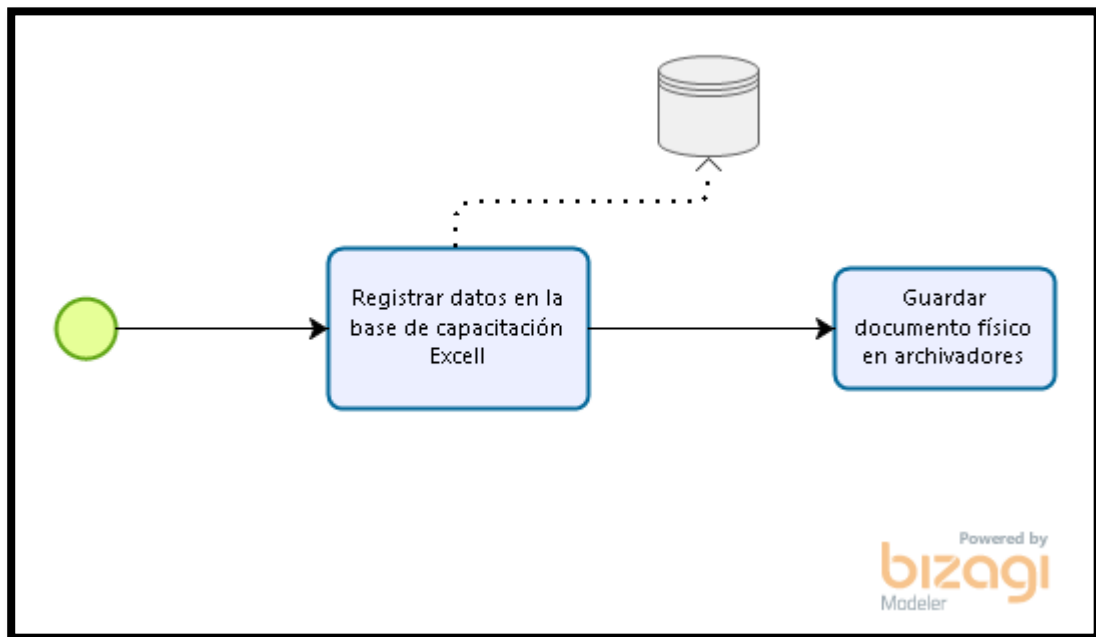 Registrar datos en la
base de capacitación
Excell
Guardar
documento físico
en archivadores
Powered by
bizagi
Modeler